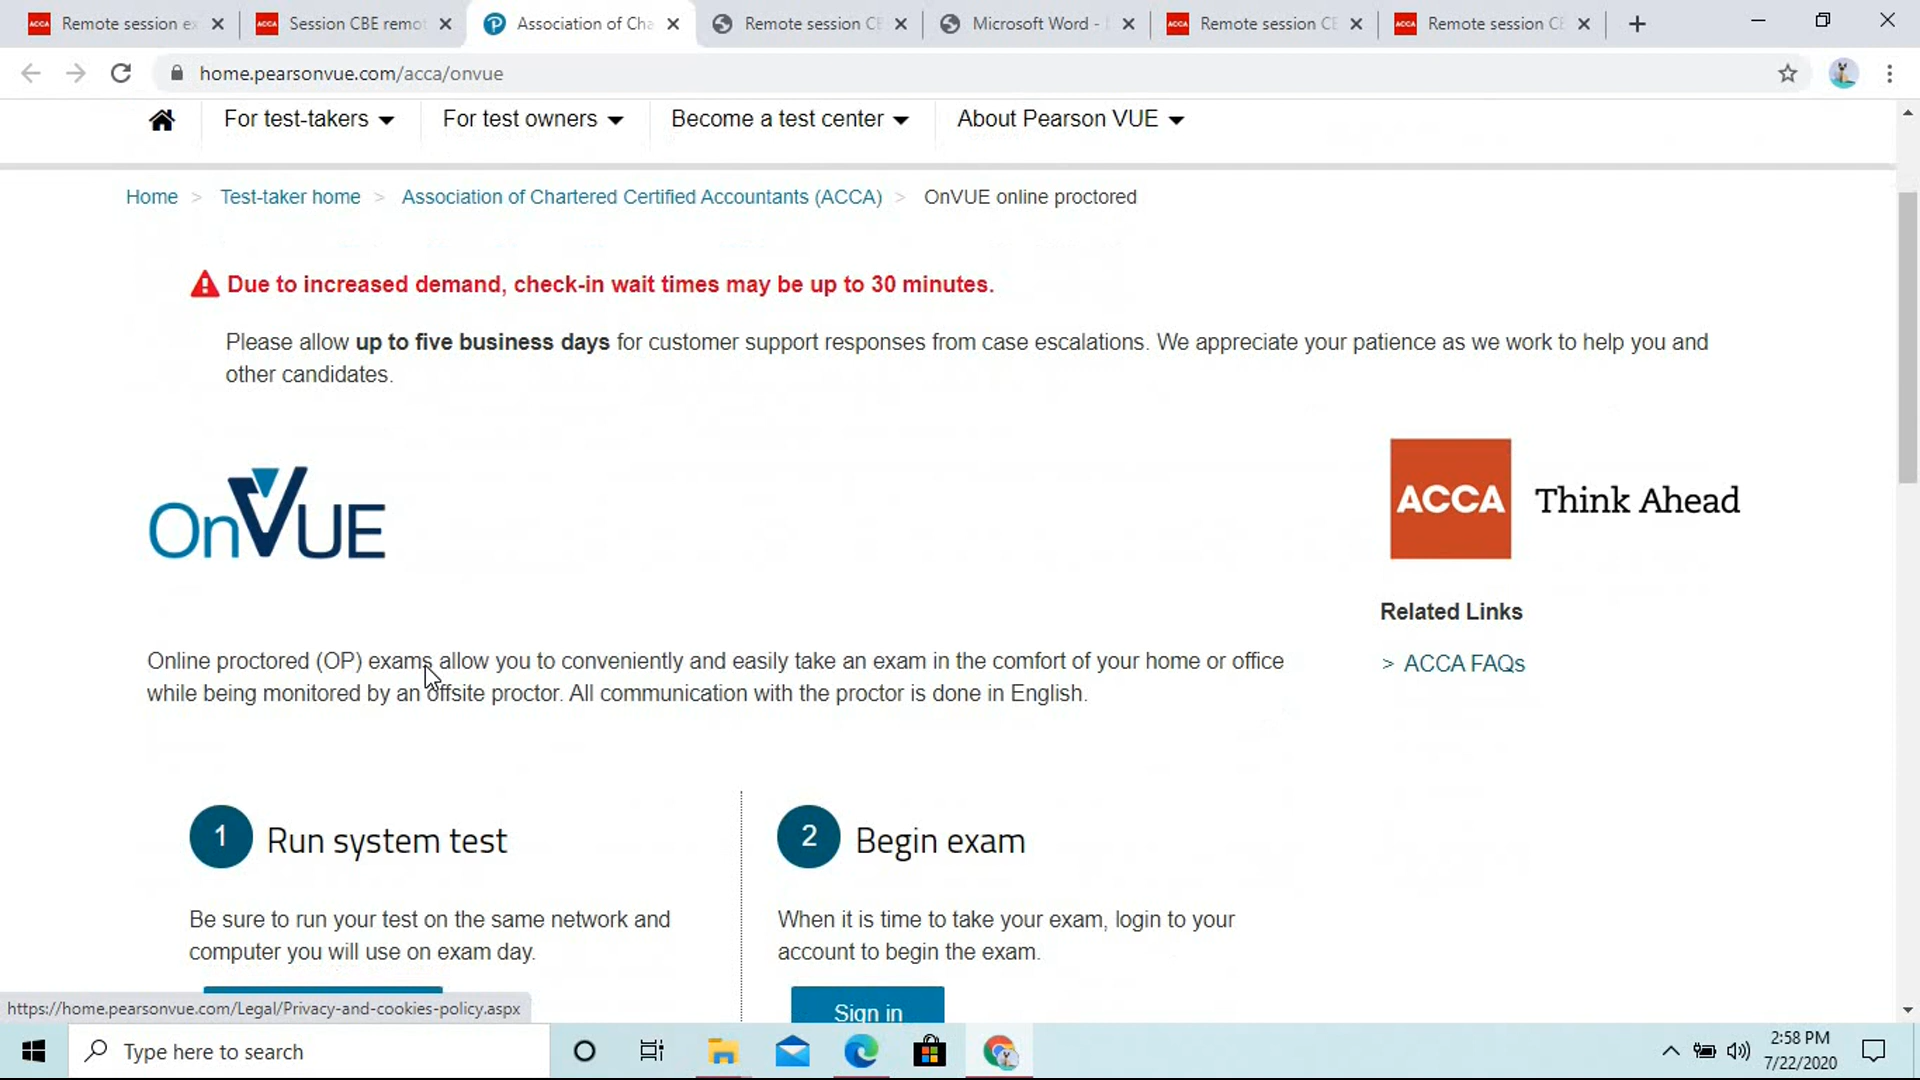 ACCA Remote session e
ACCA Session CBE remo
Association of Cha
Remote session CE
Microsoft Word -
ACCA Remote session CE
ACCA Remote session CE
home.pearsonvue.com/acca/onvue
For test-takers
For test owners
Become a test center
About Pearson VUE
Home > Test-taker home > Association of Chartered Certified Accountants (ACCA) > OnVUE online proctored
Due to increased demand, check-in wait times may be up to 30 minutes.
Please allow up to five business days for customer support responses from case escalations. We appreciate your patience as we work to help you and
other candidates.
OnVUE
ACCA Think Ahead
Related Links
> ACCA FAQs
Online proctored (OP) exams allow you to conveniently and easily take an exam in the comfort of your home or office
while being monitored by an offsite proctor. All communication with the proctor is done in English.
1 Run system test
Be sure to run your test on the same network and
computer you will use on exam day.
2 Begin exam
When it is time to take your exam, login to your
account to begin the exam.
Sign in
https://home.pearsonvue.com/Legal/Privacy-and-cookies-policy.aspx
Type here to search
2:58 PM
7/22/2020